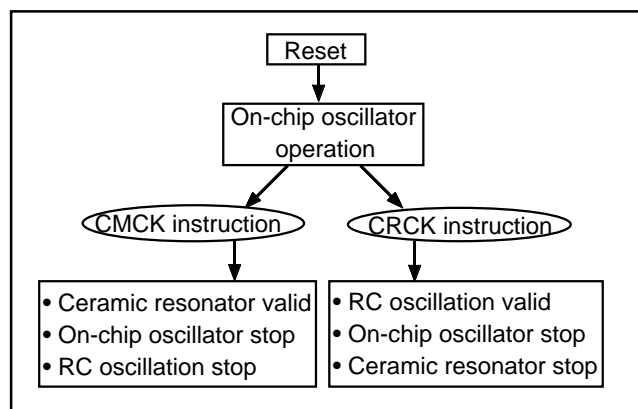 Reset
On-chip oscillator
operation
CMCK instruction
CRCK instruction
• Ceramic resonator valid
• On-chip oscillator stop
• RC oscillation stop
• RC oscillation valid
• On-chip oscillator stop
• Ceramic resonator stop